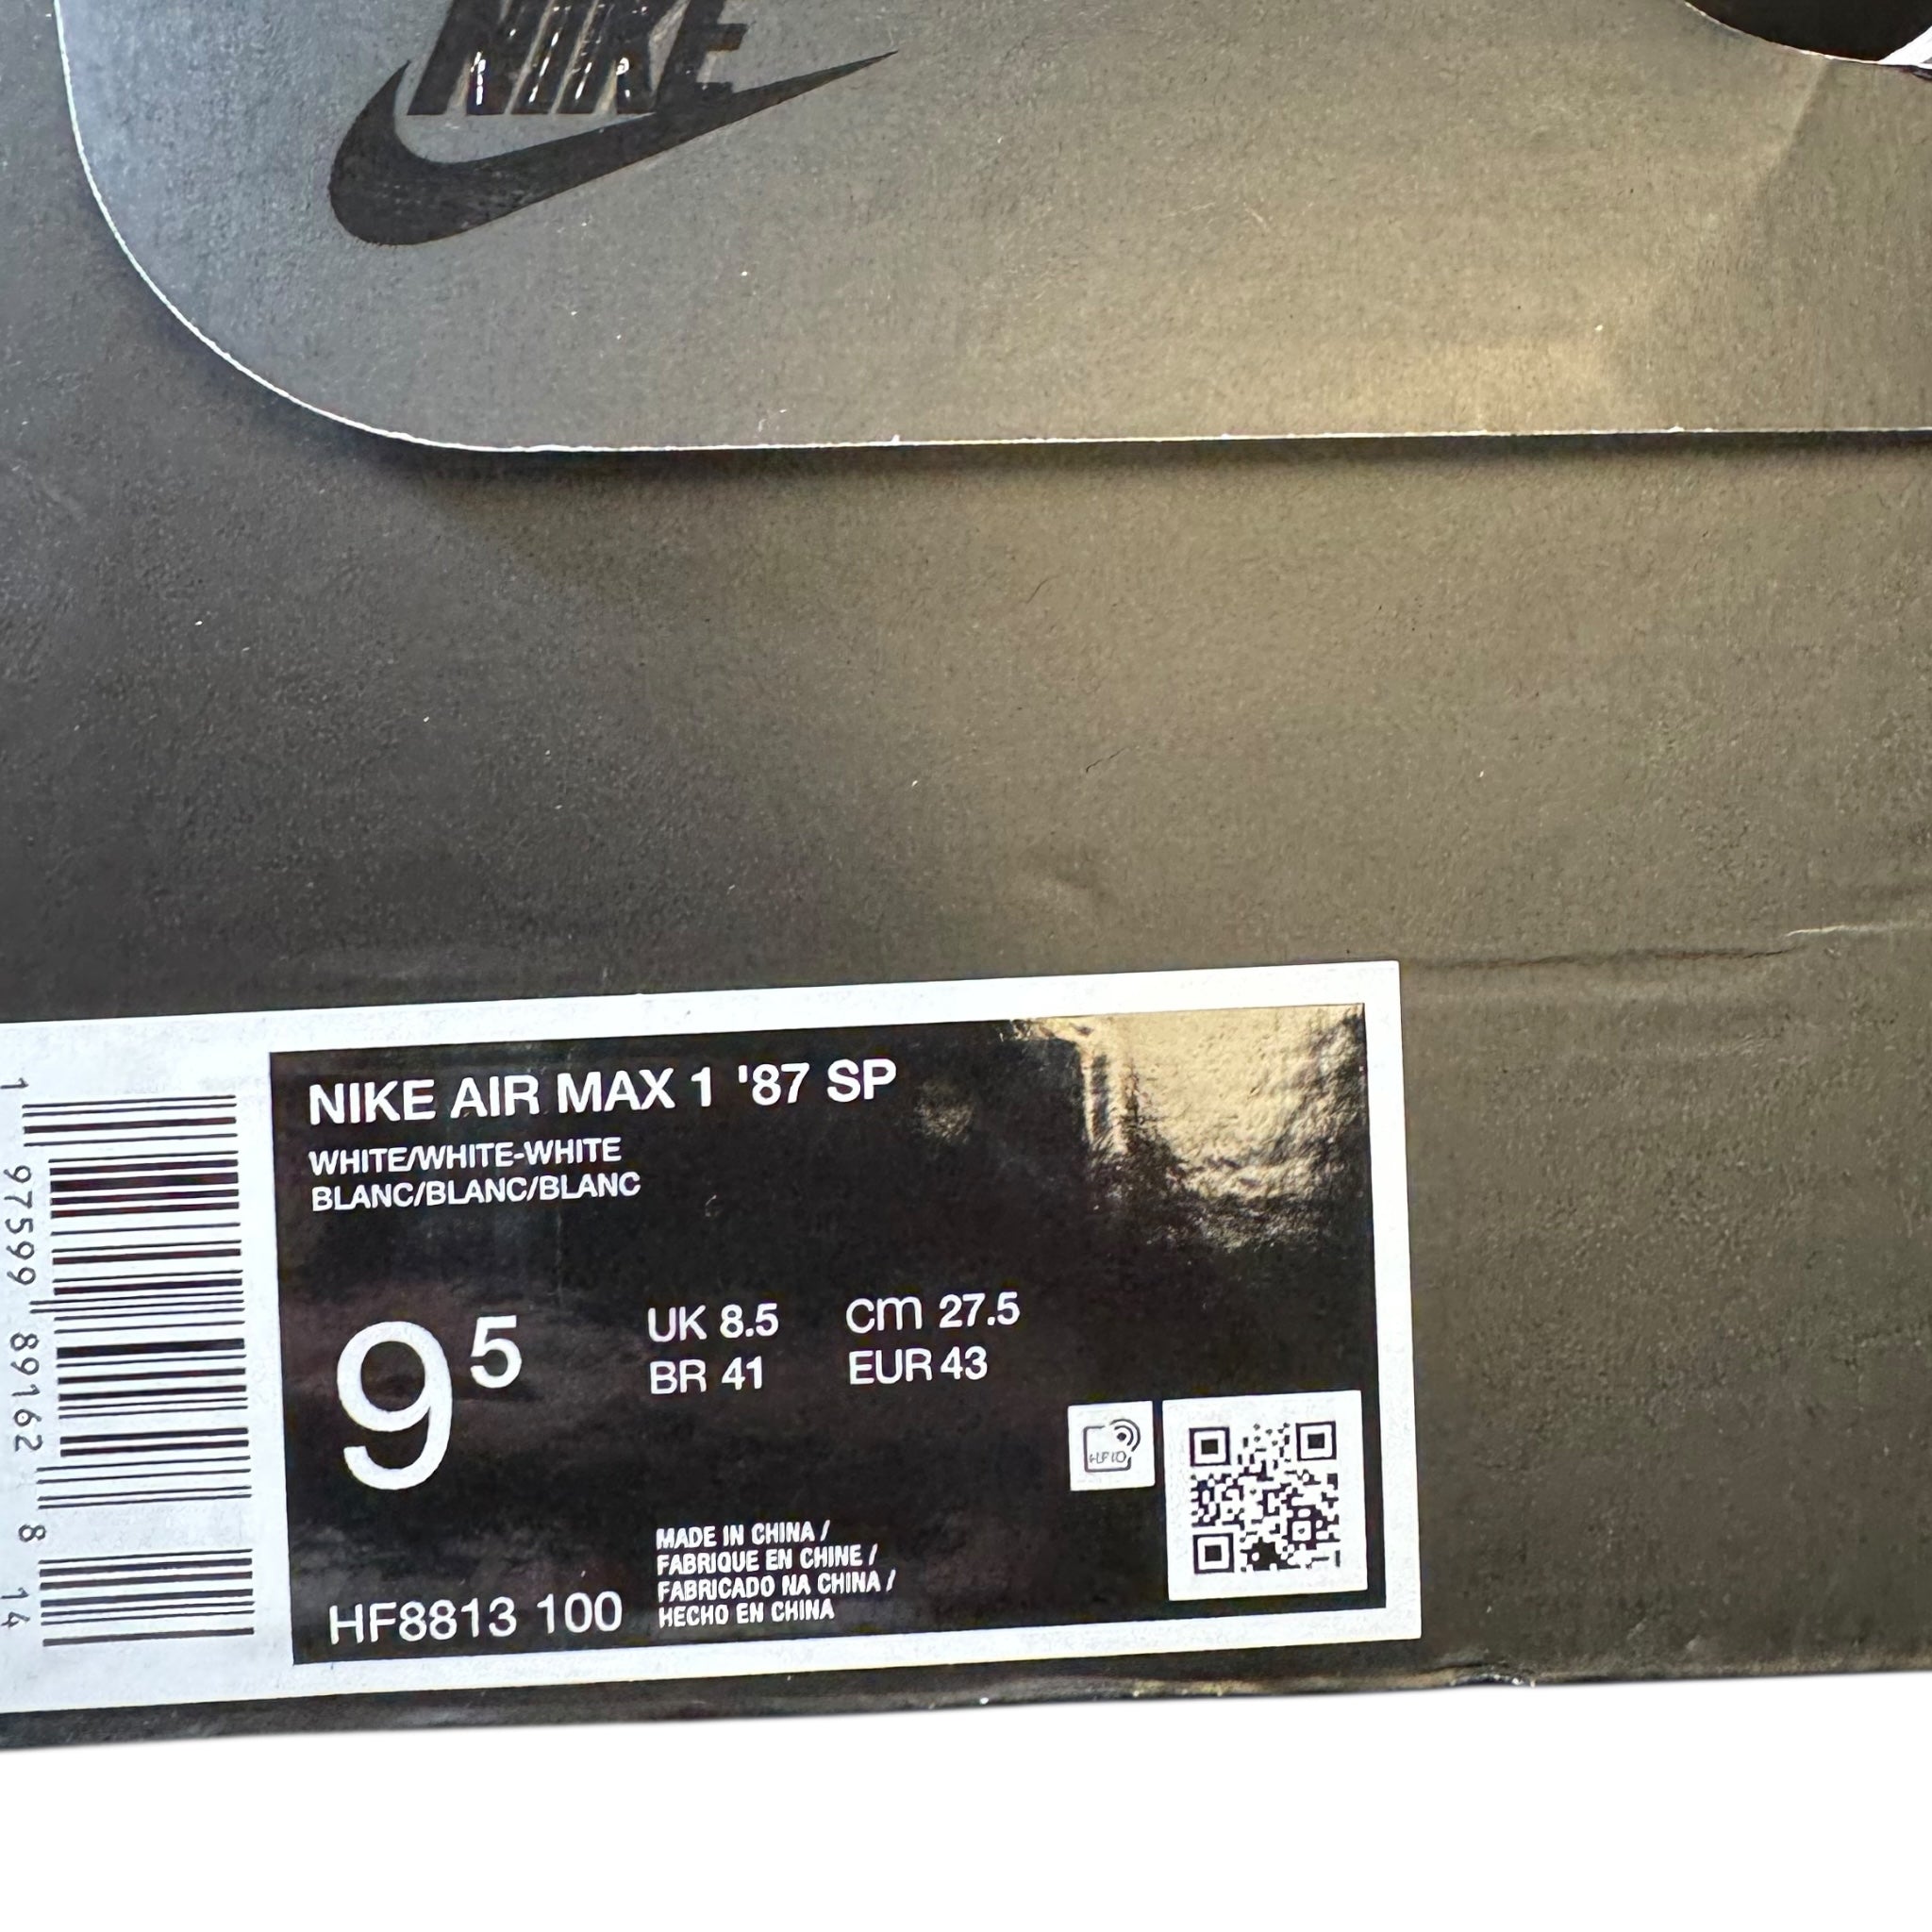 NIKE
NIKE AIR MAX 1 '87 SP
WHITE/WHITE-WHITE
BLANC/BLANC/BLANC
9 5
UK 8.5 cm 27.5
BR 41 EUR 43
HFID
MADE IN CHINA /
FABRIQUE EN CHINE /
FABRICADO NA CHINA /
HECHO EN CHINA
HF8813 100
1 97599 89162 8 14